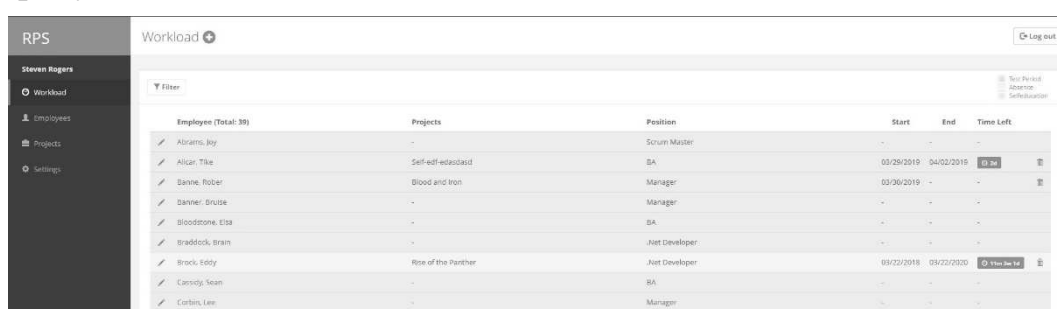 RPS
Workload
Log out
Steven Rogers
Workload
Employees
Projects
Settings
Filter
Test Period
Absence
Selfeducation
Employee (Total: 39) Projects Position Start End Time Left
Abrams, Joy - Scrum Master - - -
Alicar, Tike Self-edf-edasdasd BA 03/29/2019 04/02/2019 2d
Banne, Rober Blood and Iron Manager 03/30/2019 - -
Banner, Bruise - Manager - - -
Bloodstone, Elsa - BA - - -
Braddock, Brain - .Net Developer - - -
Brock, Eddy Rise of the Panther .Net Developer 03/22/2018 03/22/2020
Cassidy, Sean - BA - - -
Corbin, Lee - Manager - - -